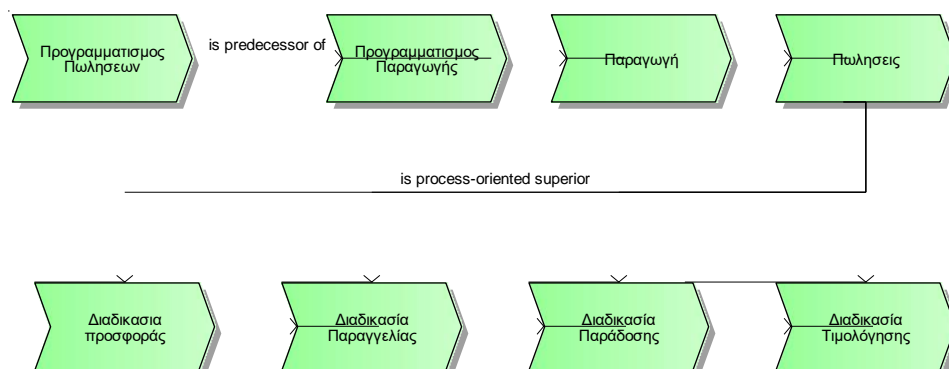 Προγραμματισμος
Πωλησεων
is predecessor of
Προγραμματισμος
Παραγωγής
Παραγωγή
Πωλησεις
is process-oriented superior
Διαδικασια
προσφοράς
Διαδικασία
Παραγγελίας
Διαδικασία
Παράδοσης
Διαδικασία
Τιμολόγησης